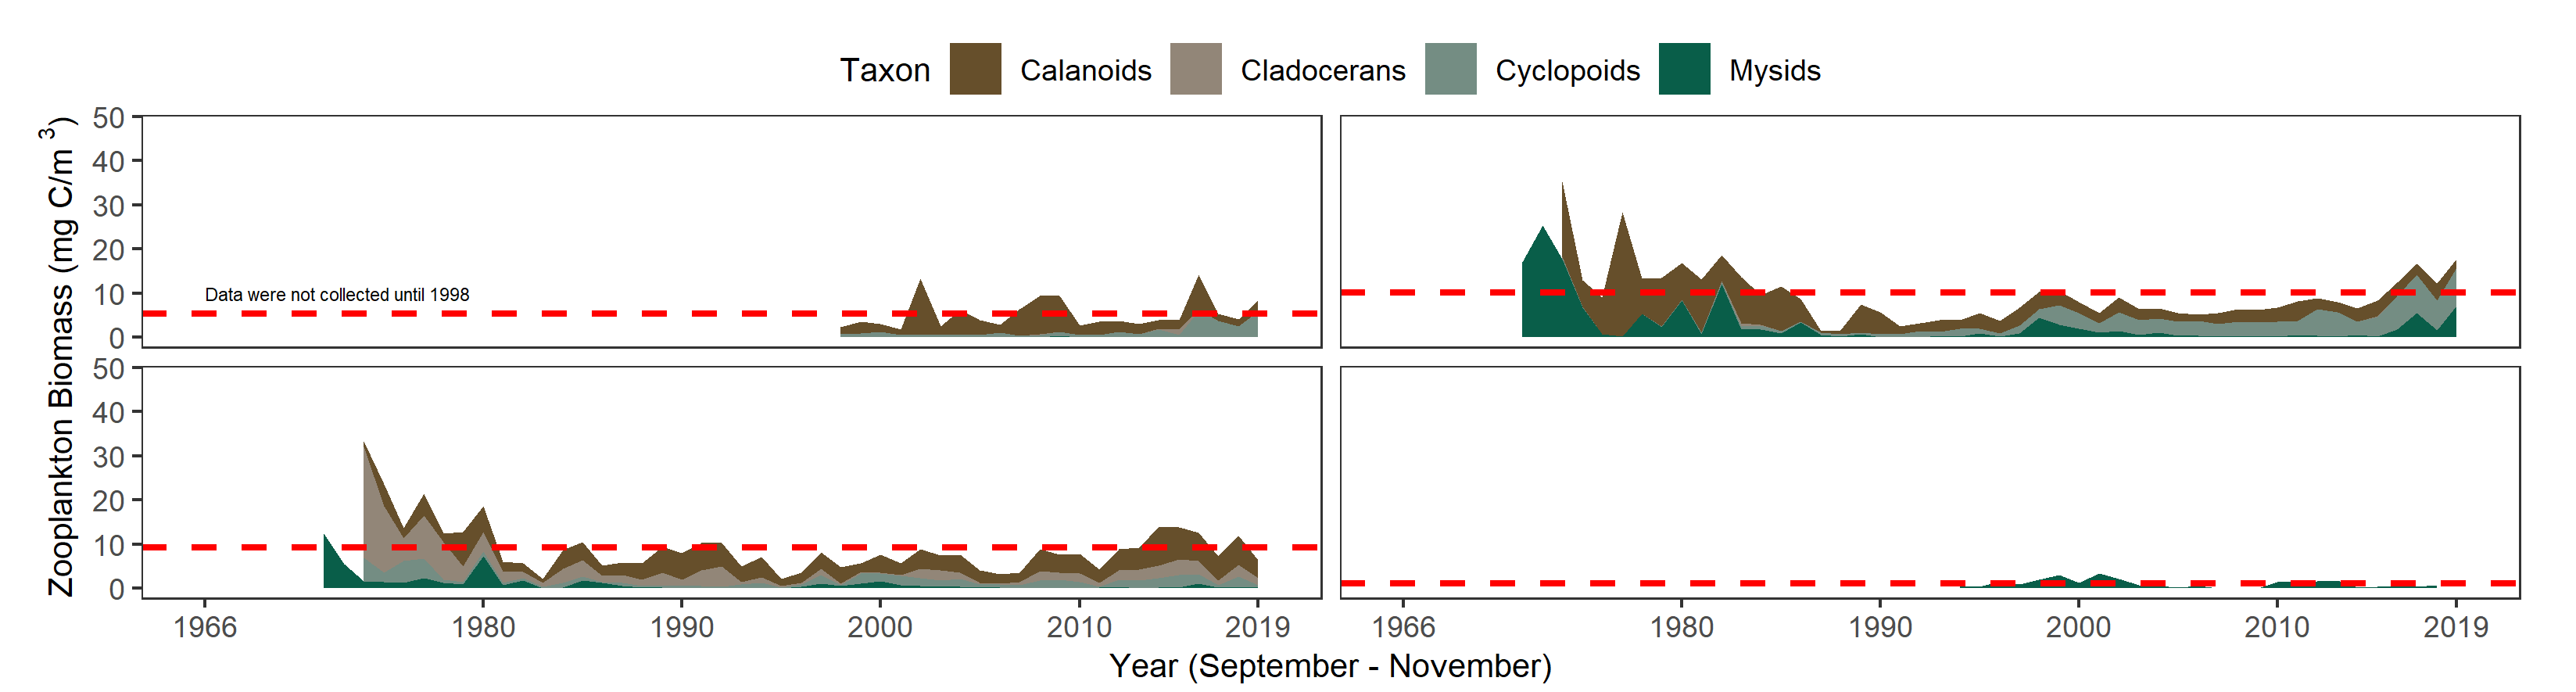 Taxon Calanoids Cladocerans Cyclopoids Mysids
Zooplankton Biomass (mg C/m³)
50
40
30
20
10
0
Data were not collected until 1998
50
40
30
20
10
0
1966 1980 1990 2000 2010 2019 1966 1980 1990 2000 2010 2019
Year (September - November)